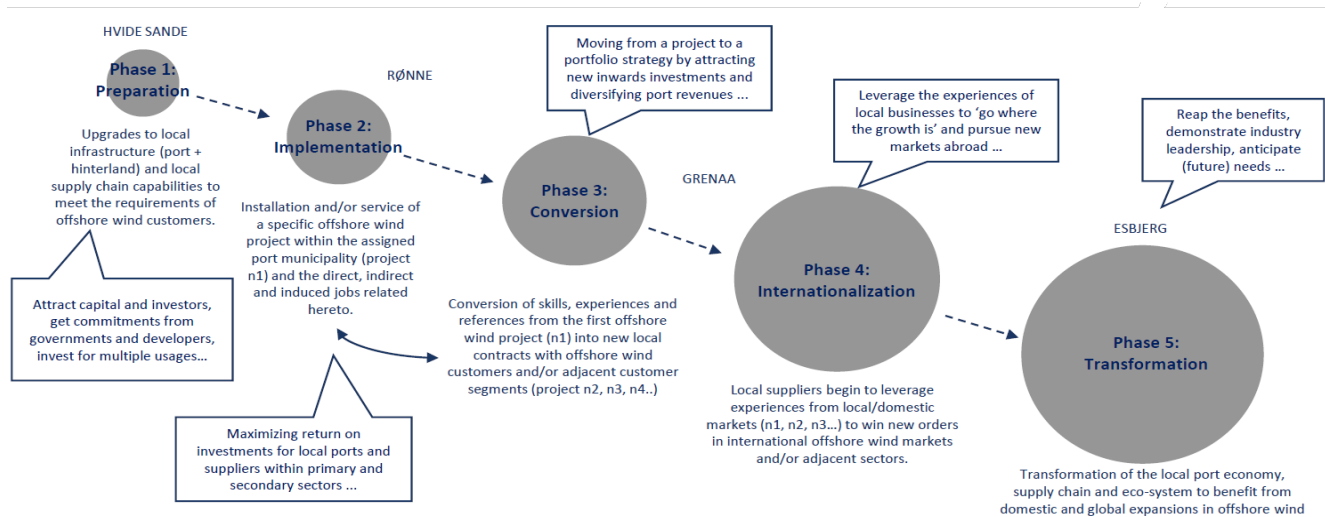 HVIDE SANDE
Phase 1:
Preparation
Upgrades to local
infrastructure (port +
hinterland) and local
supply chain capabilities to
meet the requirements of
offshore wind customers.
Attract capital and investors,
get commitments from
governments and developers,
invest for multiple usages…
RØNNE
Phase 2:
Implementation
Installation and/or service of
a specific offshore wind
project within the assigned
port municipality (project
n1) and the direct, indirect
and induced jobs related
hereto.
Maximizing return on
investments for local ports and
suppliers within primary and
secondary sectors ...
Moving from a project to a
portfolio strategy by attracting
new inwards investments and
diversifying port revenues ...
Phase 3:
Conversion
Conversion of skills, experiences and
references from the first offshore
wind project (n1) into new local
contracts with offshore wind
customers and/or adjacent customer
segments (project n2, n3, n4..)
GRENAA
Leverage the experiences of
local businesses to ‘go where
the growth is’ and pursue new
markets abroad ...
Phase 4:
Internationalization
Local suppliers begin to leverage
experiences from local/domestic
markets (n1, n2, n3…) to win new orders
in international offshore wind markets
and/or adjacent sectors.
Reap the benefits,
demonstrate industry
leadership, anticipate
(future) needs ...
ESBJERG
Phase 5:
Transformation
Transformation of the local port economy,
supply chain and eco-system to benefit from
domestic and global expansions in offshore wind